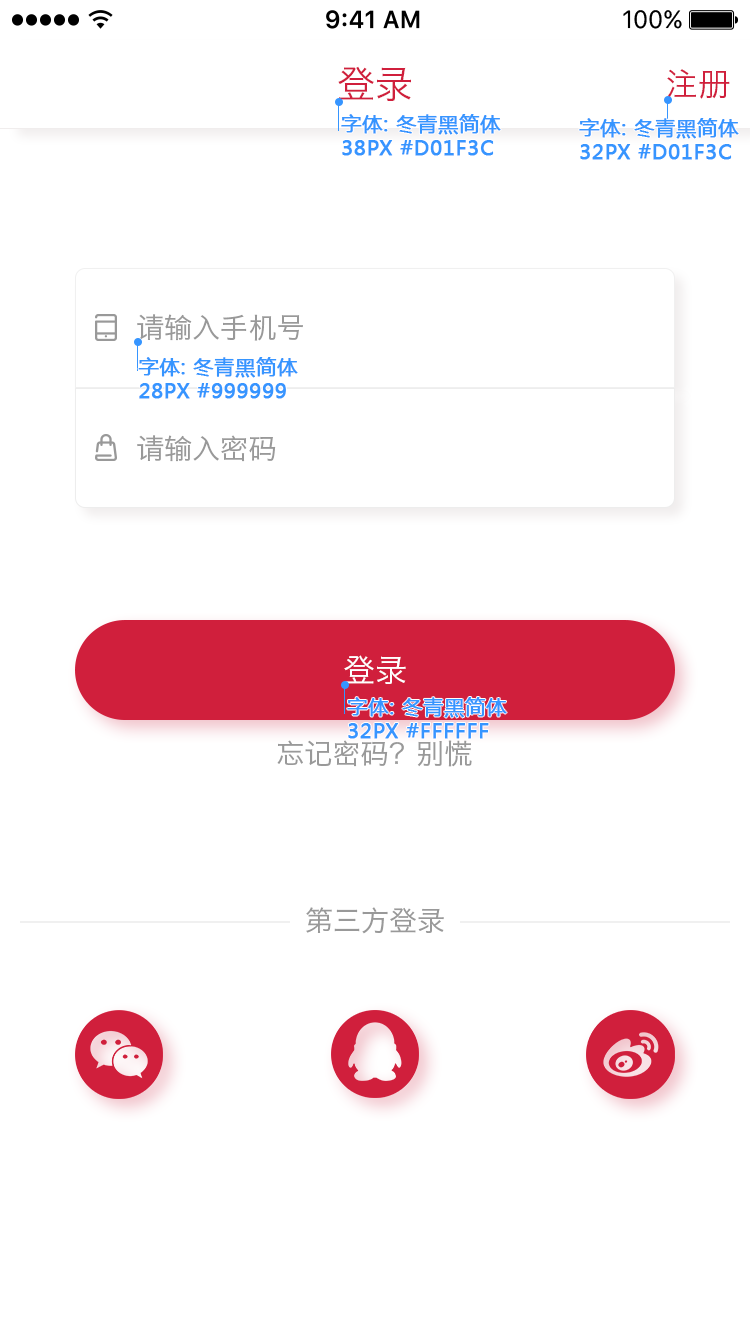 9:41 AM 100%
登录 注册
字体: 冬青黑简体
38PX #D01F3C
字体: 冬青黑简体
32PX #D01F3C
请输入手机号
字体: 冬青黑简体
28PX #999999
请输入密码
登录
字体: 冬青黑简体
32PX #FFFFFF
忘记密码？别慌
第三方登录